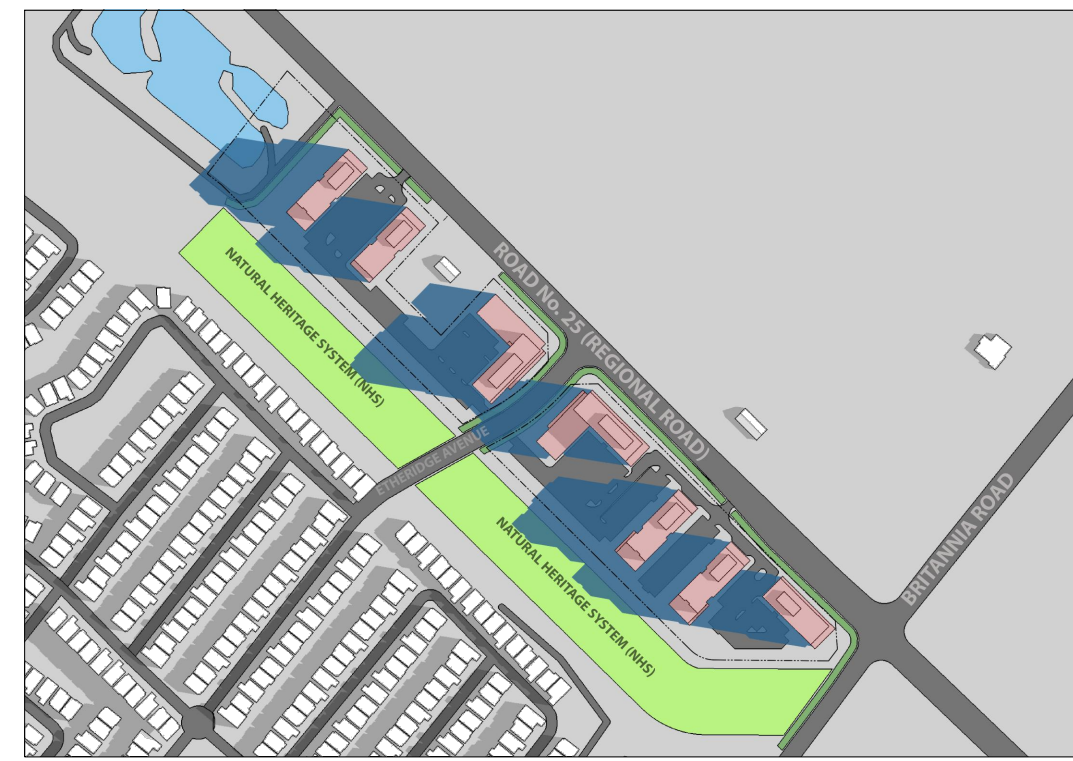 ROAD No. 25 (REGIONAL ROAD)
NATURAL HERITAGE SYSTEM (NHS)
ETHERIDGE AVENUE
NATURAL HERITAGE SYSTEM (NHS)
BRITANNIA ROAD